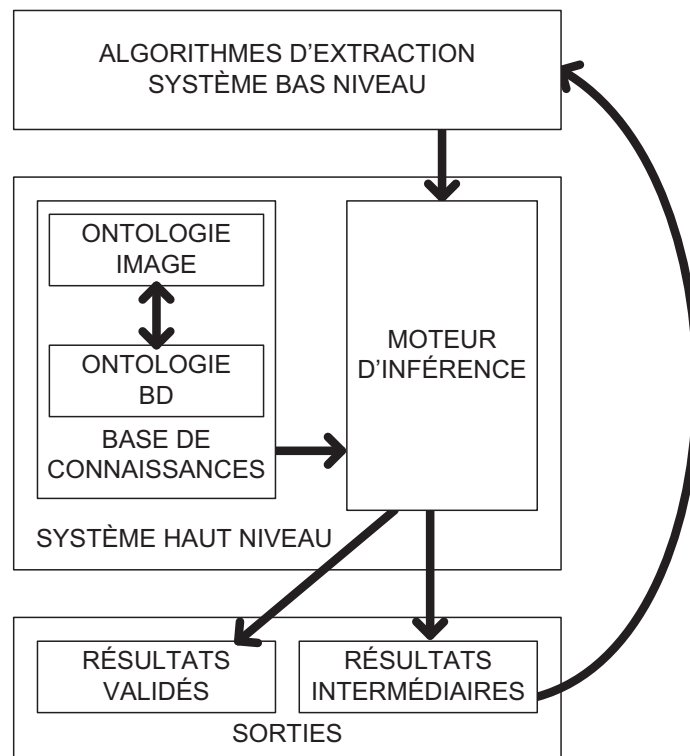 ALGORITHMES D'EXTRACTION
SYSTÈME BAS NIVEAU
ONTOLOGIE
IMAGE
ONTOLOGIE
BD
BASE DE
CONNAISSANCES
MOTEUR
D'INFÉRENCE
SYSTÈME HAUT NIVEAU
RÉSULTATS
VALIDÉS
RÉSULTATS
INTERMÉDIAIRES
SORTIES